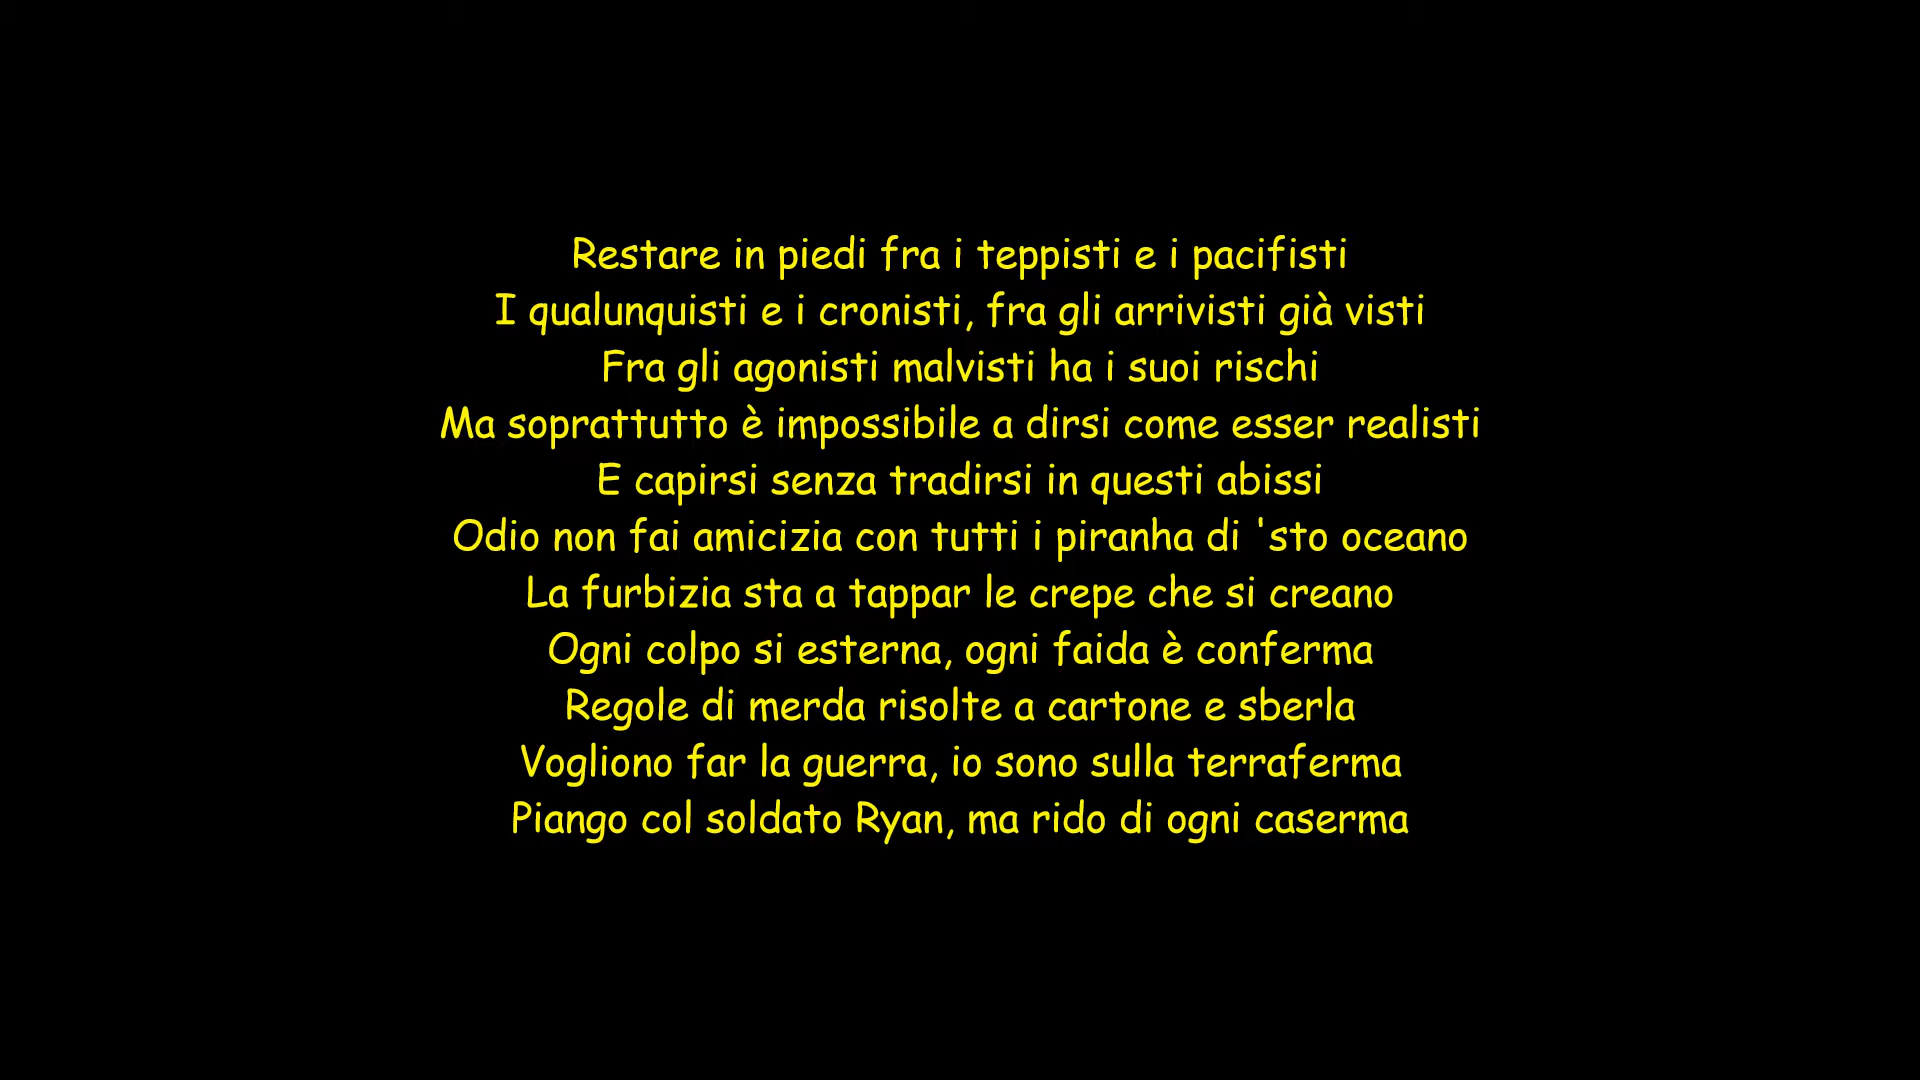 Restare in piedi fra i teppisti e i pacifisti
I qualunquisti e i cronisti, fra gli arrivisti già visti
Fra gli agonisti malvisti ha i suoi rischi
Ma soprattutto è impossibile a dirsi come esser realisti
E capirsi senza tradirsi in questi abissi
Odio non fai amicizia con tutti i piranha di 'sto oceano
La furbizia sta a tappar le crepe che si creano
Ogni colpo si esterna, ogni faida è conferma
Regole di merda risolte a cartone e sberla
Vogliono far la guerra, io sono sulla terraferma
Piango col soldato Ryan, ma rido di ogni caserma